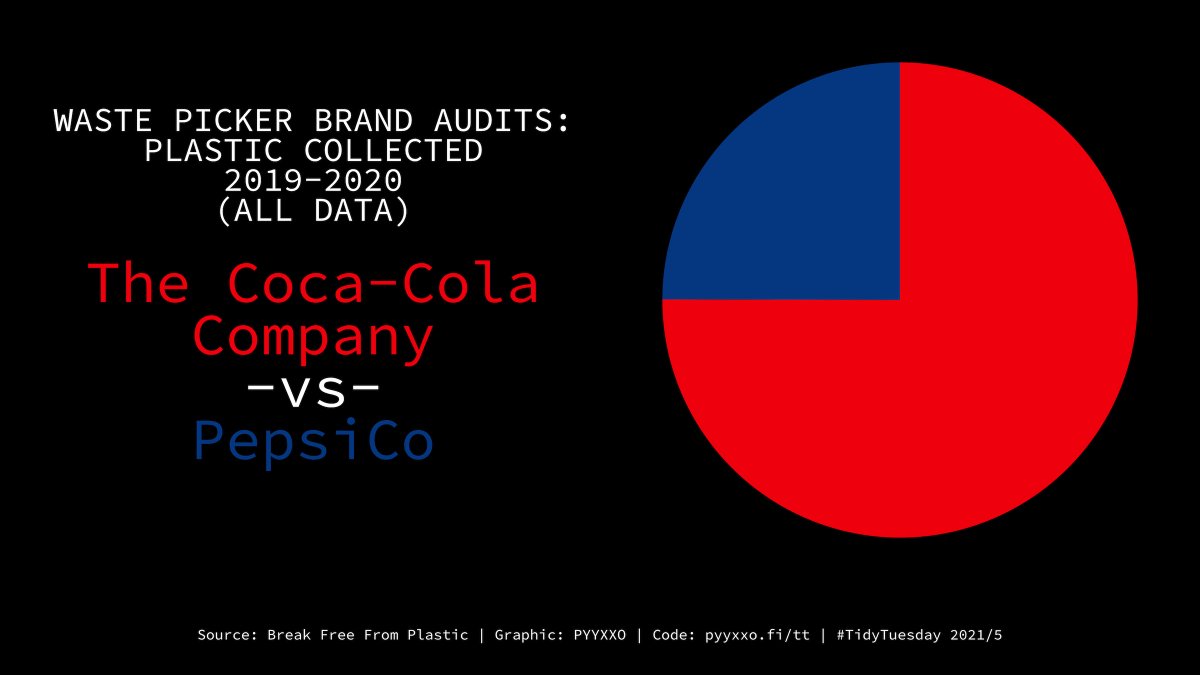 WASTE PICKER BRAND AUDITS:
PLASTIC COLLECTED
2019-2020
(ALL DATA)
The Coca-Cola
Company
-vs-
PepsiCo
Source: Break Free From Plastic | Graphic: PYYXXO | Code: pyyxxo.fi/tt | #TidyTuesday 2021/5